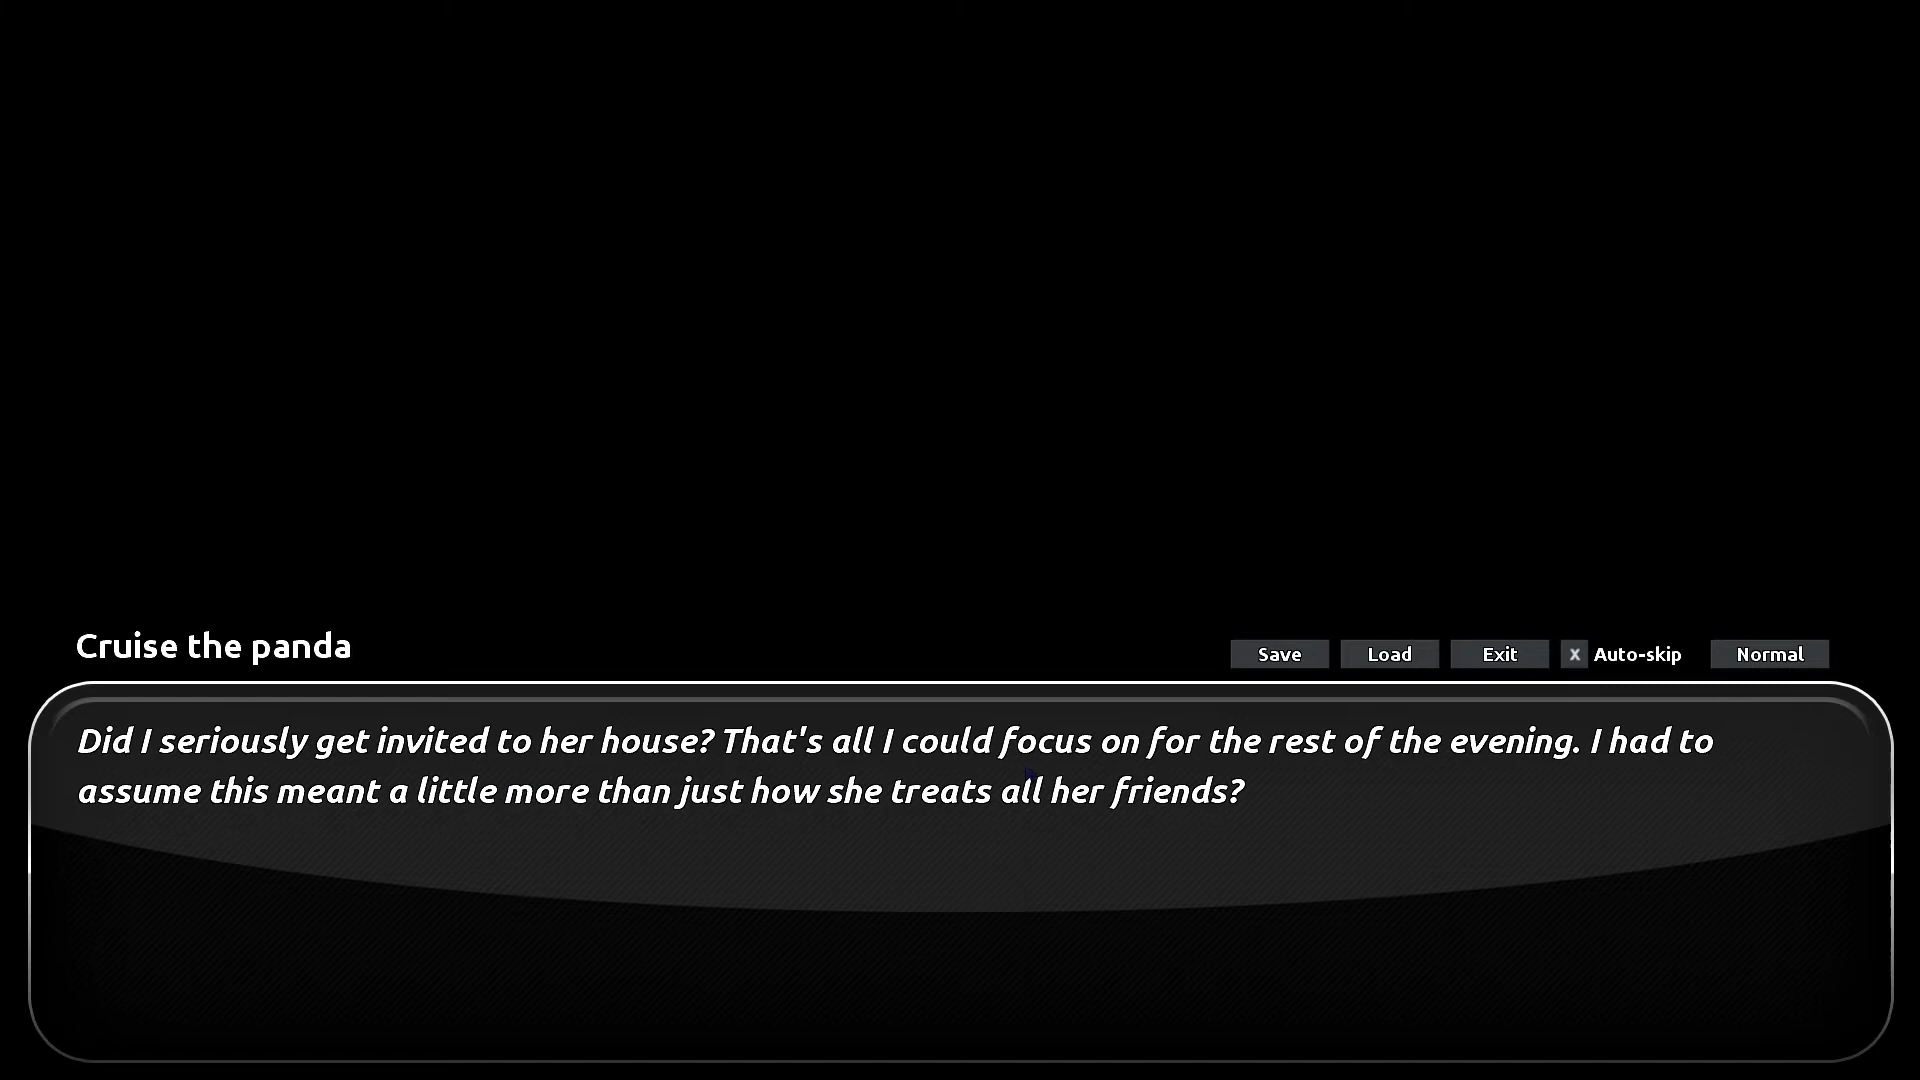 Cruise the panda
Save Load Exit x Auto-skip Normal
Did I seriously get invited to her house? That's all I could focus on for the rest of the evening. I had to
assume this meant a little more than just how she treats all her friends?